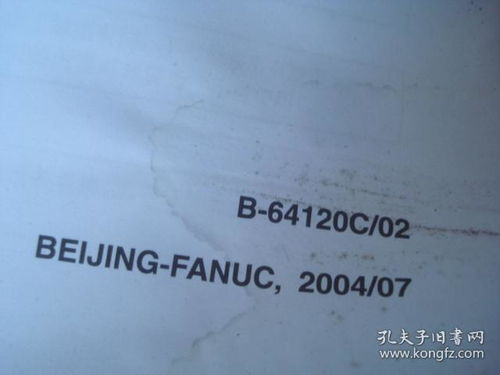 B-64120C/02
BEIJING-FANUC, 2004/07
孔夫子旧书网
www.kongfz.com